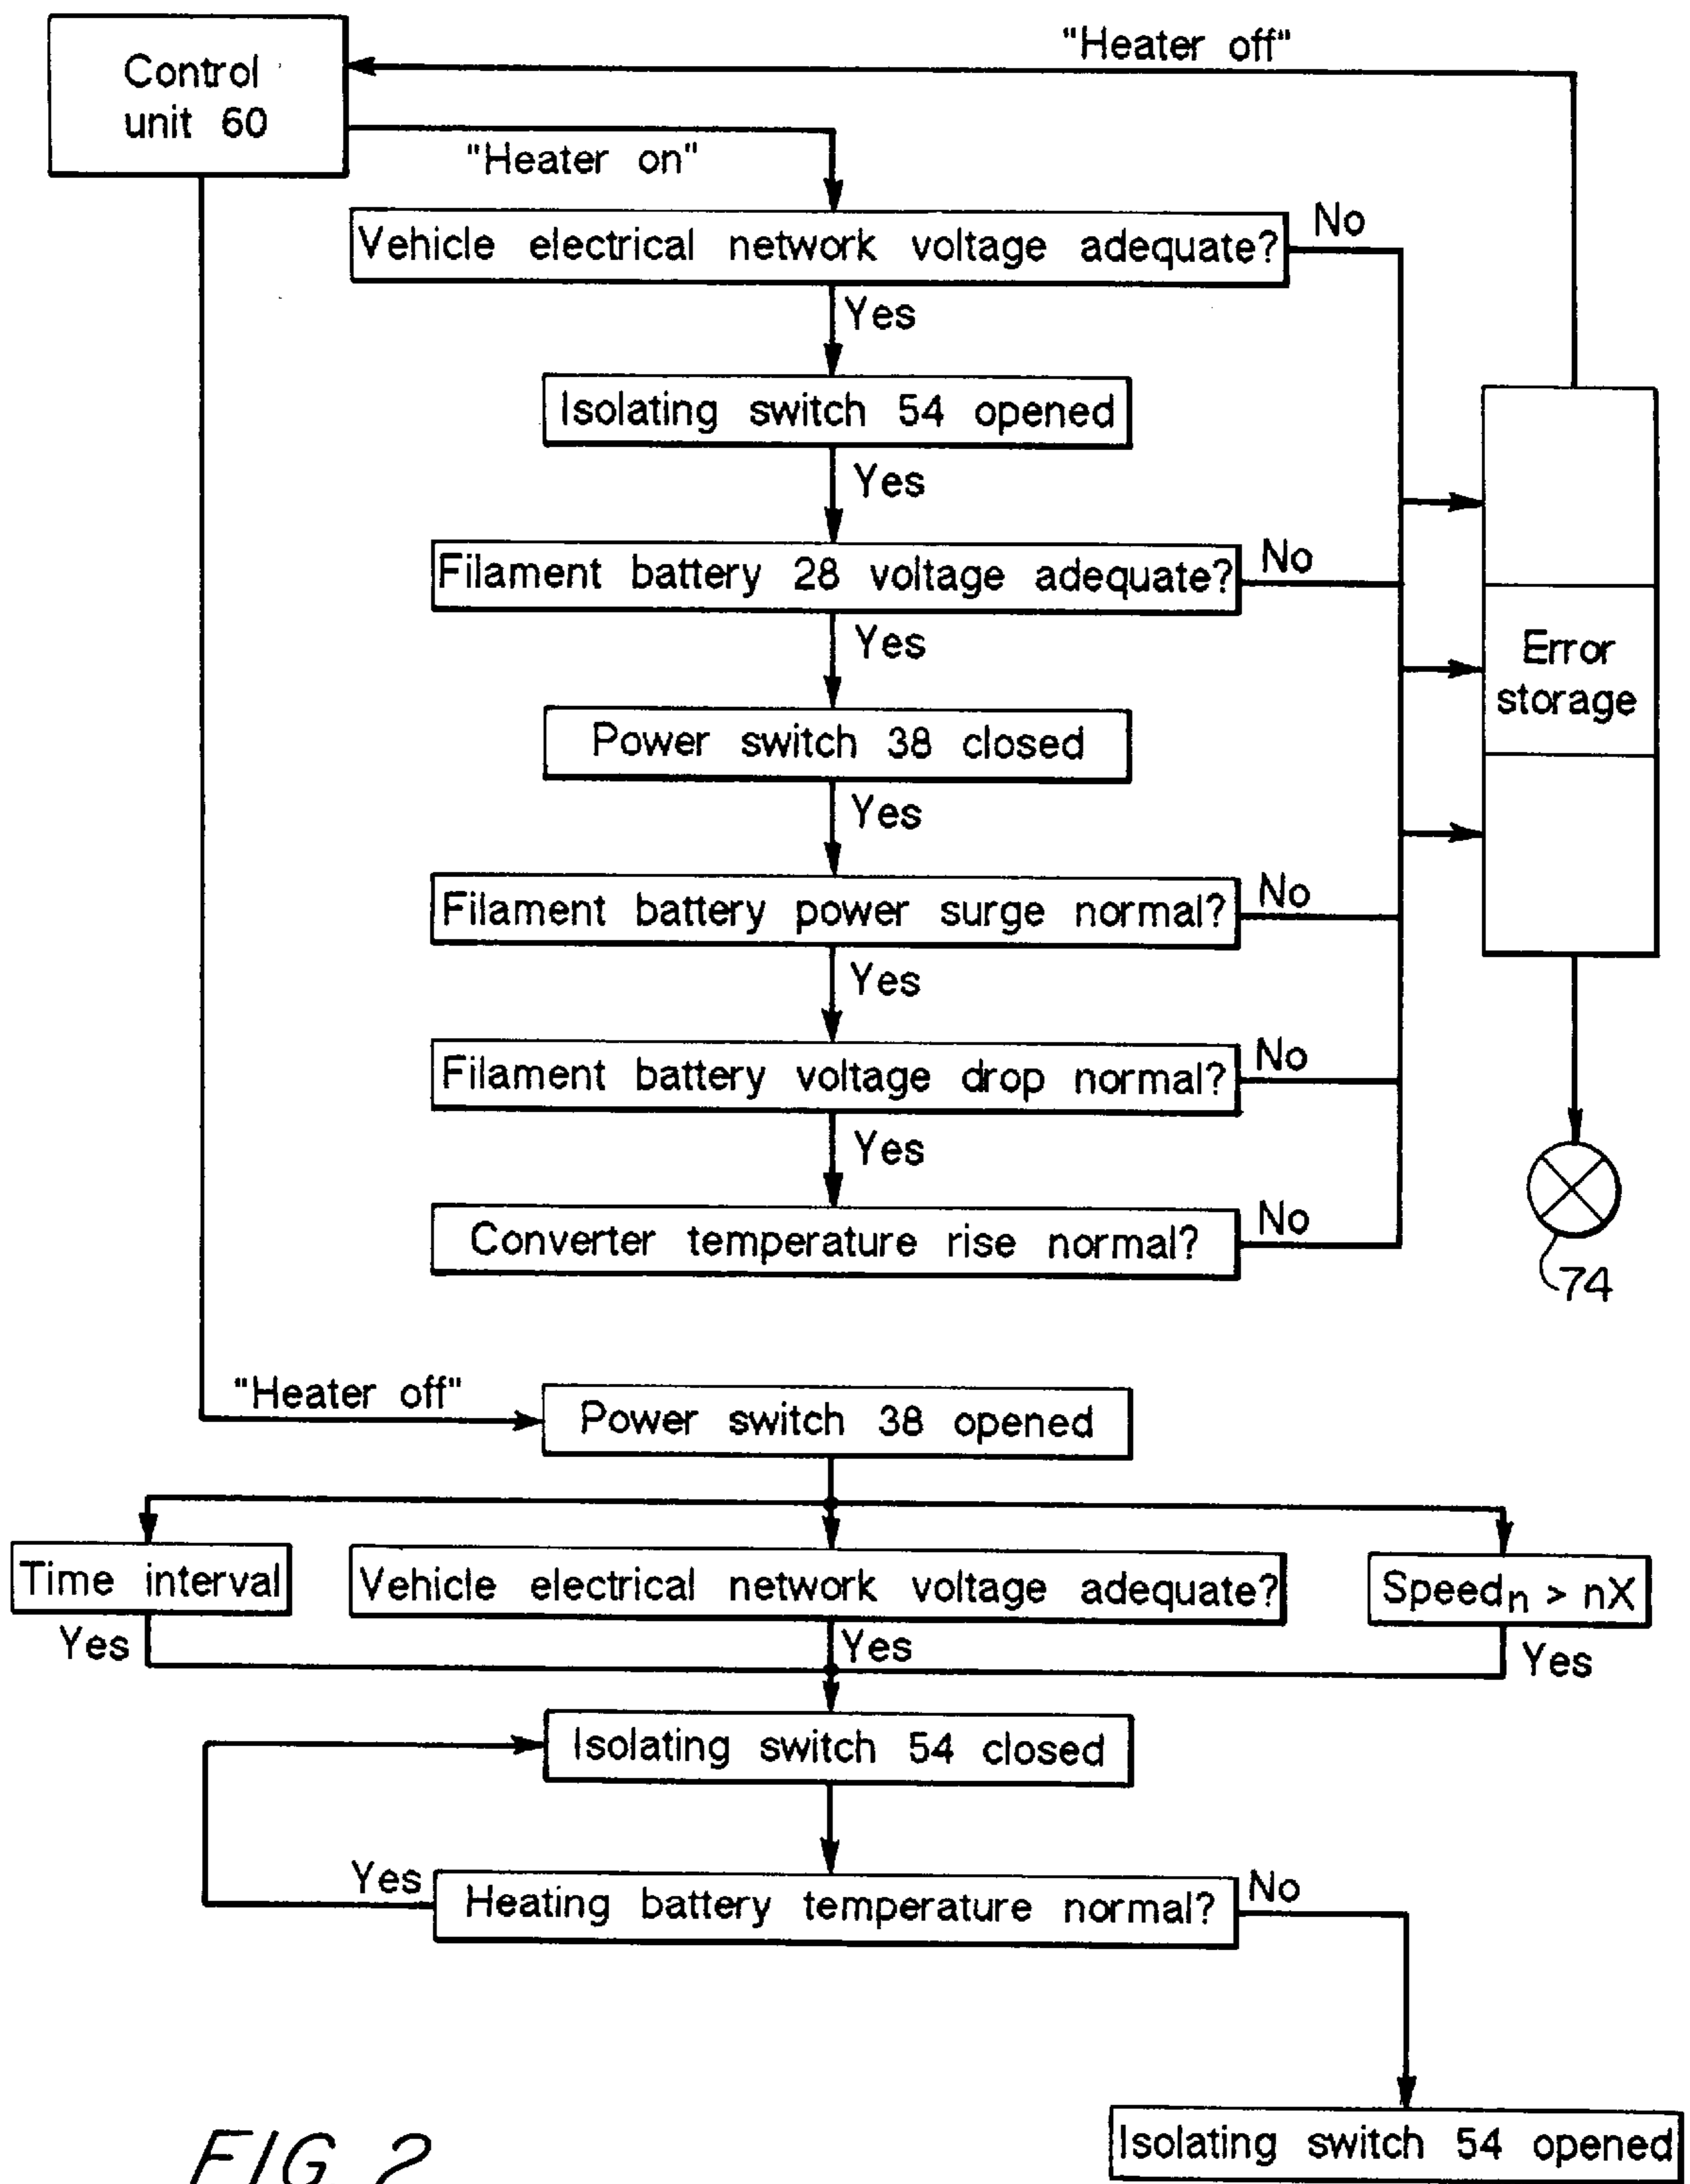 "Heater off"
Control
unit 60
"Heater on"
Vehicle electrical network voltage adequate?
No
Yes
Isolating switch 54 opened
Yes
Filament battery 28 voltage adequate?
No
Error
storage
Yes
Power switch 38 closed
Yes
Filament battery power surge normal?
No
Yes
Filament battery voltage drop normal?
No
Yes
Converter temperature rise normal?
No
74
"Heater off"
Power switch 38 opened
Time interval
Vehicle electrical network voltage adequate?
Speedn > nX
Yes
Yes
Yes
Isolating switch 54 closed
Yes
Heating battery temperature normal?
No
Isolating switch 54 opened
FIG 2